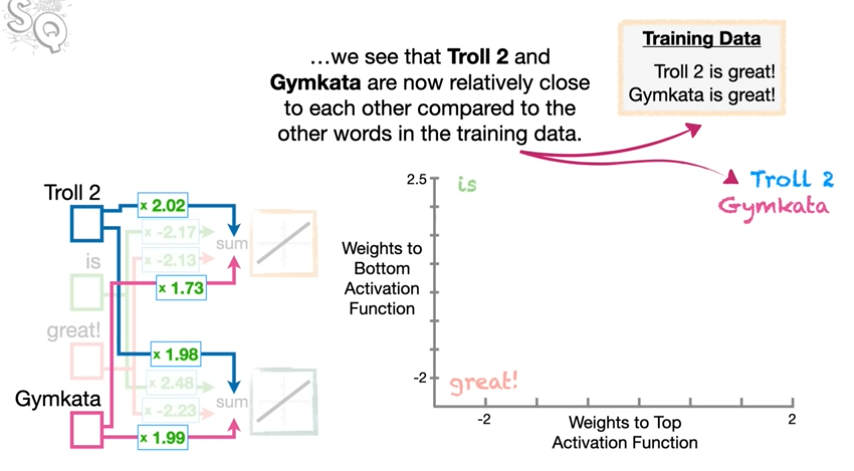 SQ
...we see that Troll 2 and
Gymkata are now relatively close
to each other compared to the
other words in the training data.
Training Data
Troll 2 is great!
Gymkata is great!
Troll 2
is
great!
Gymkata
x 2.02
x -2.17
x -2.13
x 1.73
sum
x 1.98
x 2.48
x -2.23
x 1.99
sum
Weights to
Bottom
Activation
Function
2.5
-2
is
Troll 2
Gymkata
great!
-2
2
Weights to Top
Activation Function